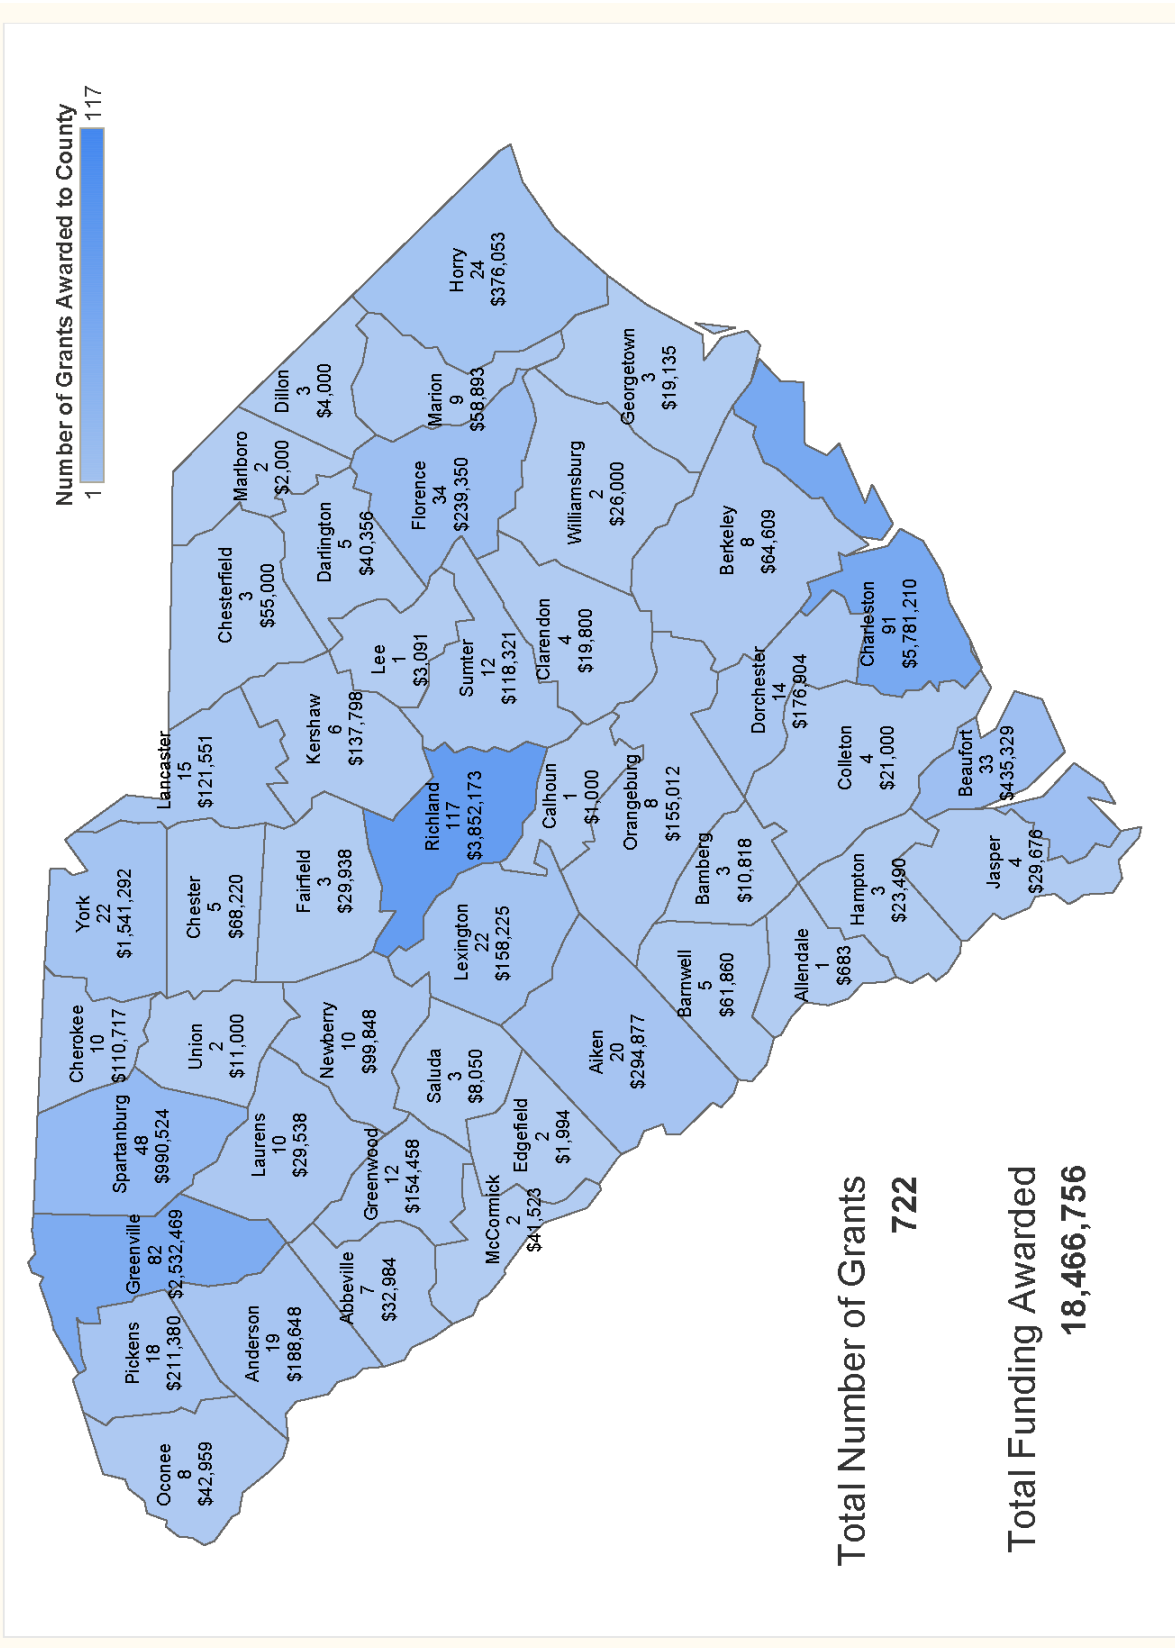 Number of Grants Awarded to County
1
117
Oconee
8
$42,959
Pickens
18
$211,380
Greenville
82
$2,532,469
Spartanburg
48
$990,524
Cherokee
10
$110,717
York
22
$1,541,292
Anderson
19
$188,648
Laurens
10
$29,538
Union
2
$11,000
Chester
5
$68,220
Lancaster
15
$121,551
Chesterfield
3
$55,000
Marlboro
2
$2,000
Dillon
3
$4,000
Abbeville
7
$32,984
Greenwood
12
$154,458
Newberry
10
$99,848
Fairfield
3
$29,938
Kershaw
6
$137,798
Lee
1
$3,091
Darlington
5
$40,356
Florence
34
$239,350
Marion
9
$58,893
Horry
24
$376,053
McCormick
2
$41,523
Edgefield
2
$1,994
Saluda
3
$8,050
Lexington
22
$158,225
Richland
117
$3,852,173
Sumter
12
$118,321
Clarendon
4
$19,800
Williamsburg
2
$26,000
Georgetown
3
$19,135
Aiken
20
$294,877
Calhoun
1
$1,000
Orangeburg
8
$155,012
Barnwell
5
$61,860
Bamberg
3
$10,818
Dorchester
14
$176,904
Berkeley
8
$64,609
Allendale
1
$683
Hampton
3
$23,490
Colleton
4
$21,000
Charleston
91
$5,781,210
Jasper
4
$29,676
Beaufort
33
$435,329
Total Number of Grants
722
Total Funding Awarded
18,466,756